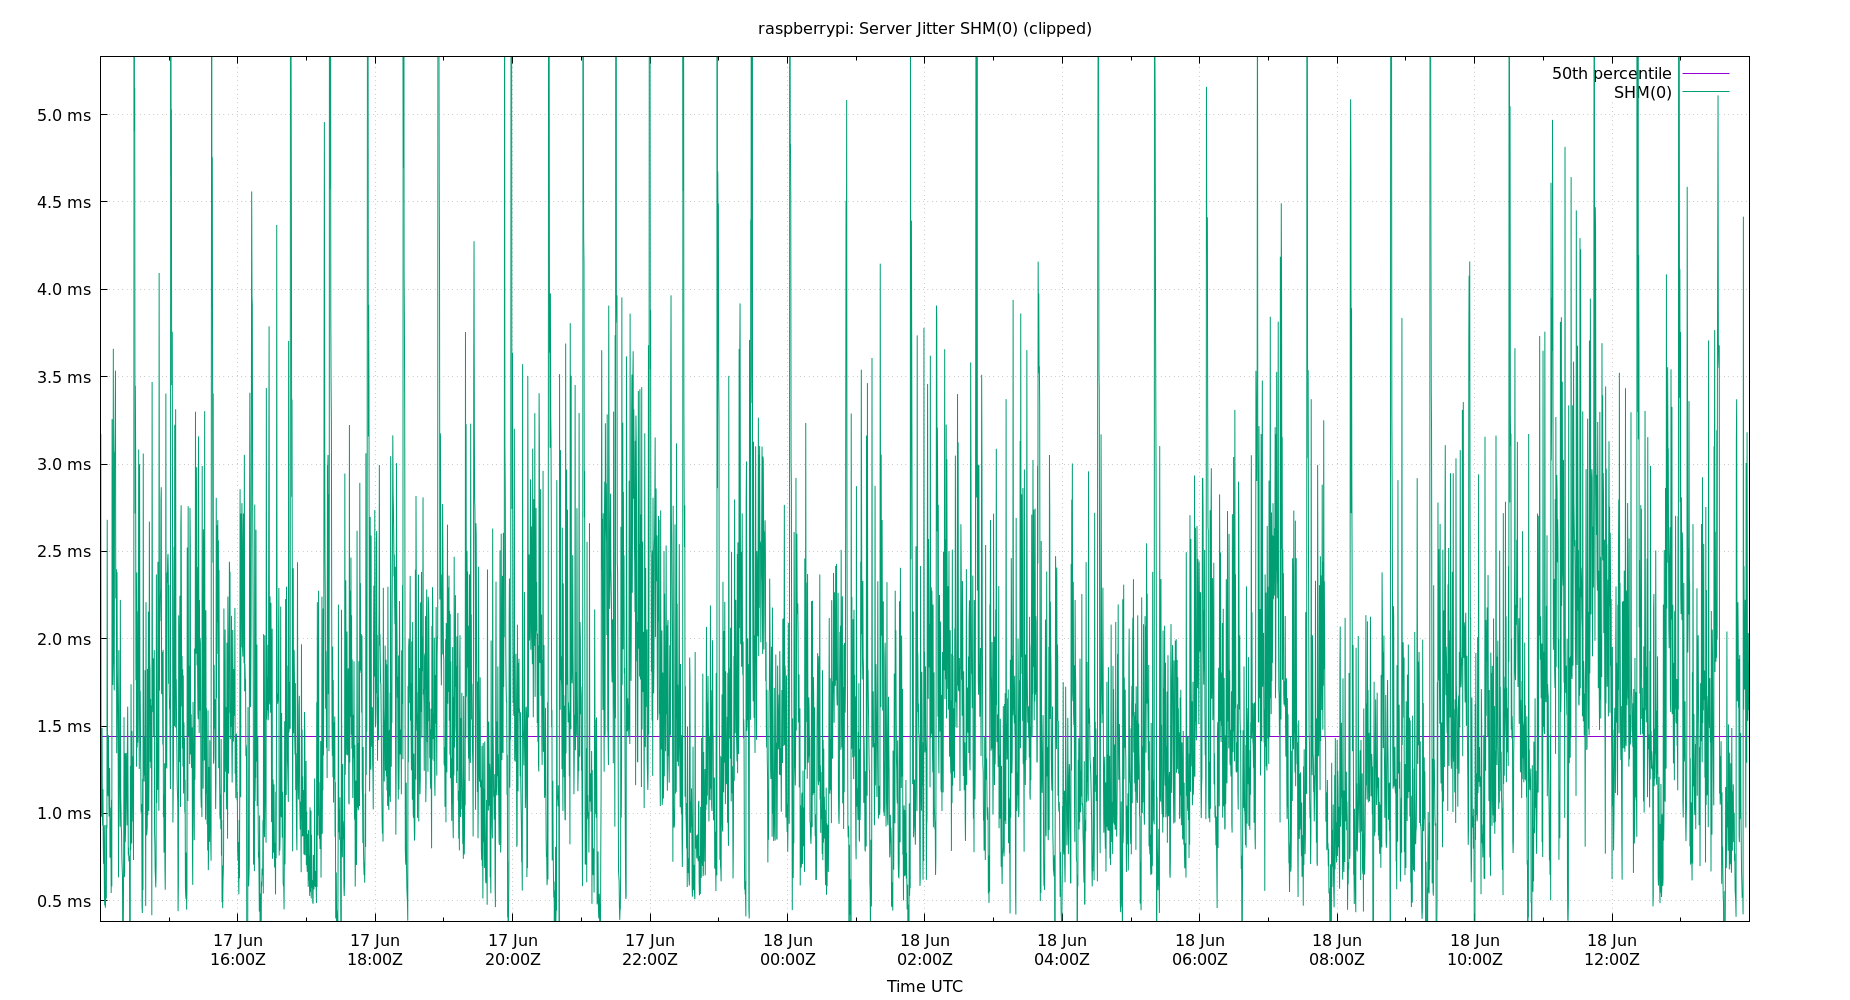 raspberrypi: Server Jitter SHM(0) (clipped)
50th percentile
SHM(0)
5.0 ms
4.5 ms
4.0 ms
3.5 ms
3.0 ms
2.5 ms
2.0 ms
1.5 ms
1.0 ms
0.5 ms
17 Jun 17 Jun 17 Jun 17 Jun 18 Jun 18 Jun 18 Jun 18 Jun 18 Jun 18 Jun 18 Jun
16:00Z 18:00Z 20:00Z 22:00Z 00:00Z 02:00Z 04:00Z 06:00Z 08:00Z 10:00Z 12:00Z
Time UTC